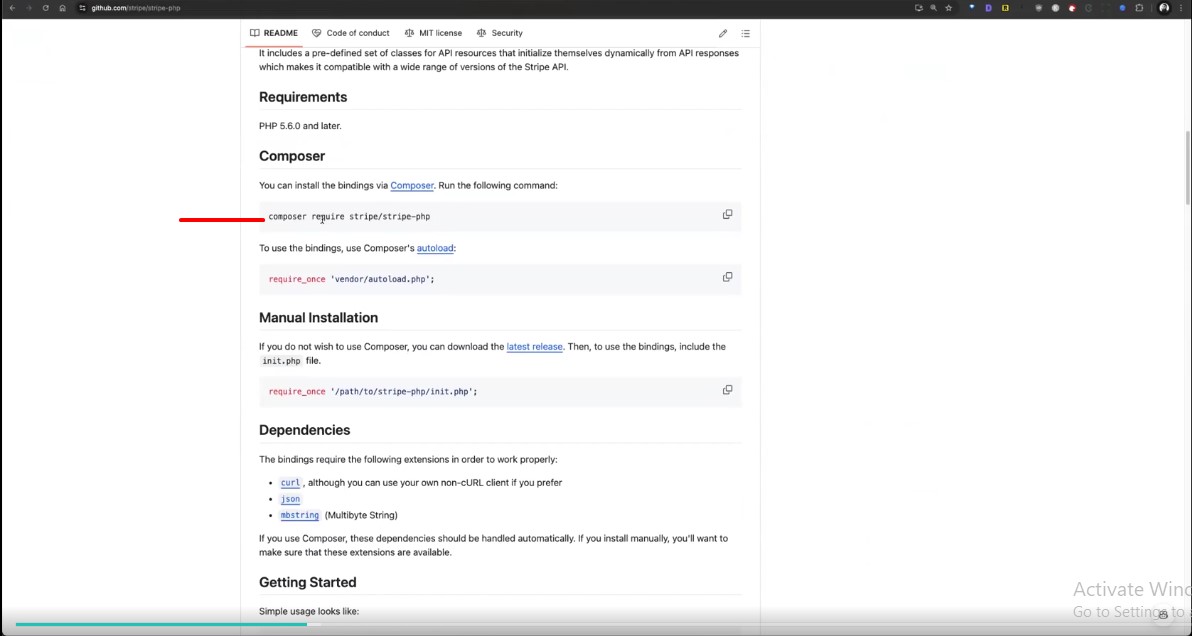 github.com/stripe/stripe-php
README Code of conduct MIT license Security
It includes a pre-defined set of classes for API resources that initialize themselves dynamically from API responses
which makes it compatible with a wide range of versions of the Stripe API.
Requirements
PHP 5.6.0 and later.
Composer
You can install the bindings via Composer. Run the following command:
composer require stripe/stripe-php
To use the bindings, use Composer's autoload:
require_once 'vendor/autoload.php';
Manual Installation
If you do not wish to use Composer, you can download the latest release. Then, to use the bindings, include the
init.php file.
require_once '/path/to/stripe-php/init.php';
Dependencies
The bindings require the following extensions in order to work properly:
• curl, although you can use your own non-cURL client if you prefer
• json
• mbstring (Multibyte String)
If you use Composer, these dependencies should be handled automatically. If you install manually, you'll want to
make sure that these extensions are available.
Getting Started
Simple usage looks like:
Activate Wind
Go to Settings to